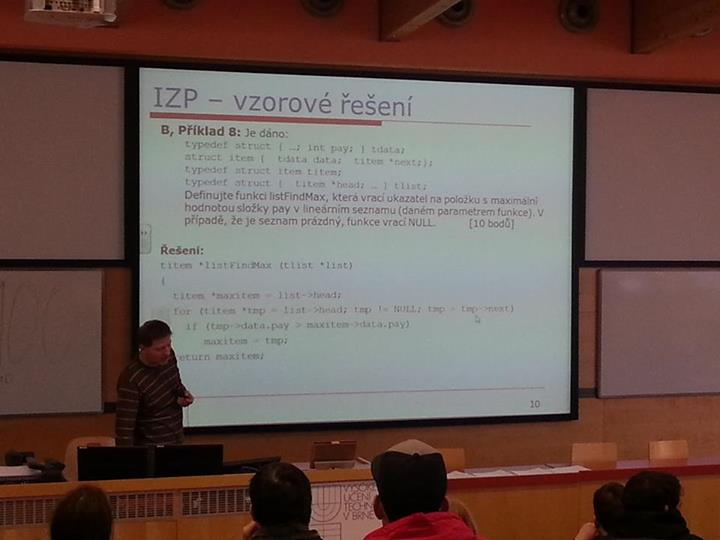 IZP – vzorové řešení
B, Příklad 8: Je dáno:
typedef struct { …; int pay; } tdata;
struct item { tdata data; titem *next;};
typedef struct item titem;
typedef struct { titem *head; … } tlist;
Definujte funkci listFindMax, která vrací ukazatel na položku s maximální
hodnotou složky pay v lineárním seznamu (daném parametrem funkce). V
případě, že je seznam prázdný, funkce vrací NULL. [10 bodů]
Řešení:
titem *listFindMax (tlist *list)
{
titem *maxitem = list->head;
for (titem *tmp = list->head; tmp != NULL; tmp = tmp->next)
if (tmp->data.pay > maxitem->data.pay)
maxitem = tmp;
return maxitem;
10
VYSOK
UČENÍ
TECHN
V BRNĚ